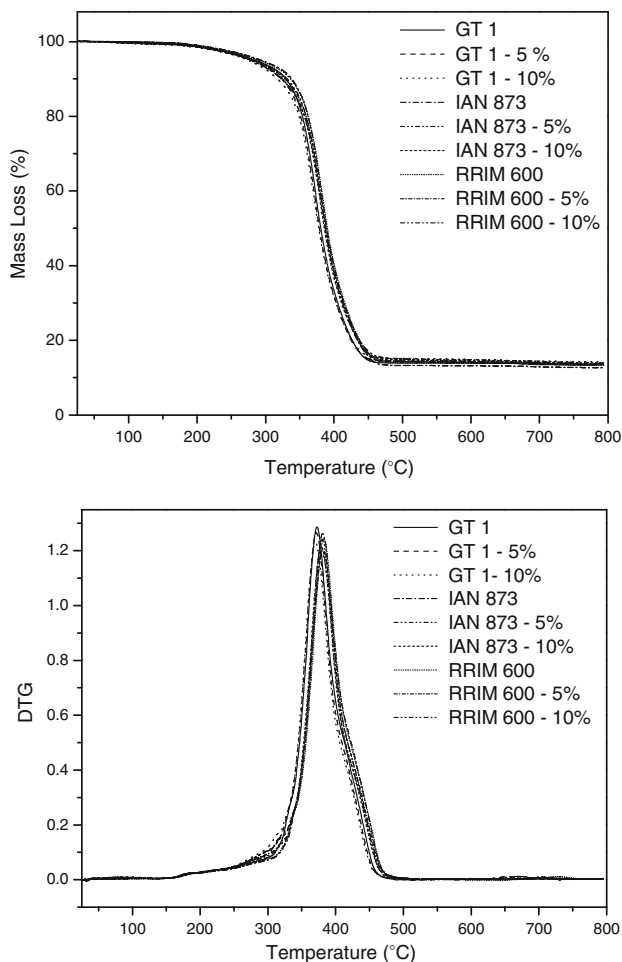 GT 1
GT 1 - 5 %
GT 1 - 10%
IAN 873
IAN 873 - 5%
IAN 873 - 10%
RRIM 600
RRIM 600 - 5%
RRIM 600 - 10%
Mass Loss (%)
100
80
60
40
20
0
100 200 300 400 500 600 700 800
Temperature (°C)
GT 1
GT 1 - 5%
GT 1- 10%
IAN 873
IAN 873 - 5%
IAN 873 - 10%
RRIM 600
RRIM 600 - 5%
RRIM 600 - 10%
DTG
1.2
1.0
0.8
0.6
0.4
0.2
0.0
100 200 300 400 500 600 700 800
Temperature (°C)